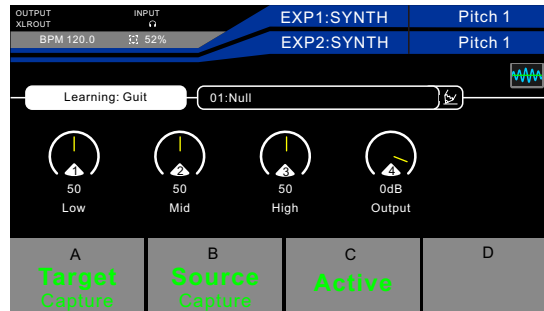 OUTPUT INPUT EXP1:SYNTH Pitch 1
XLROUT
BPM 120.0 52% EXP2:SYNTH Pitch 1
Learning: Guit 01:Null
1 2 3 4
50 50 50 0dB
Low Mid High Output
A B C D
Target Source Active
Capture Capture